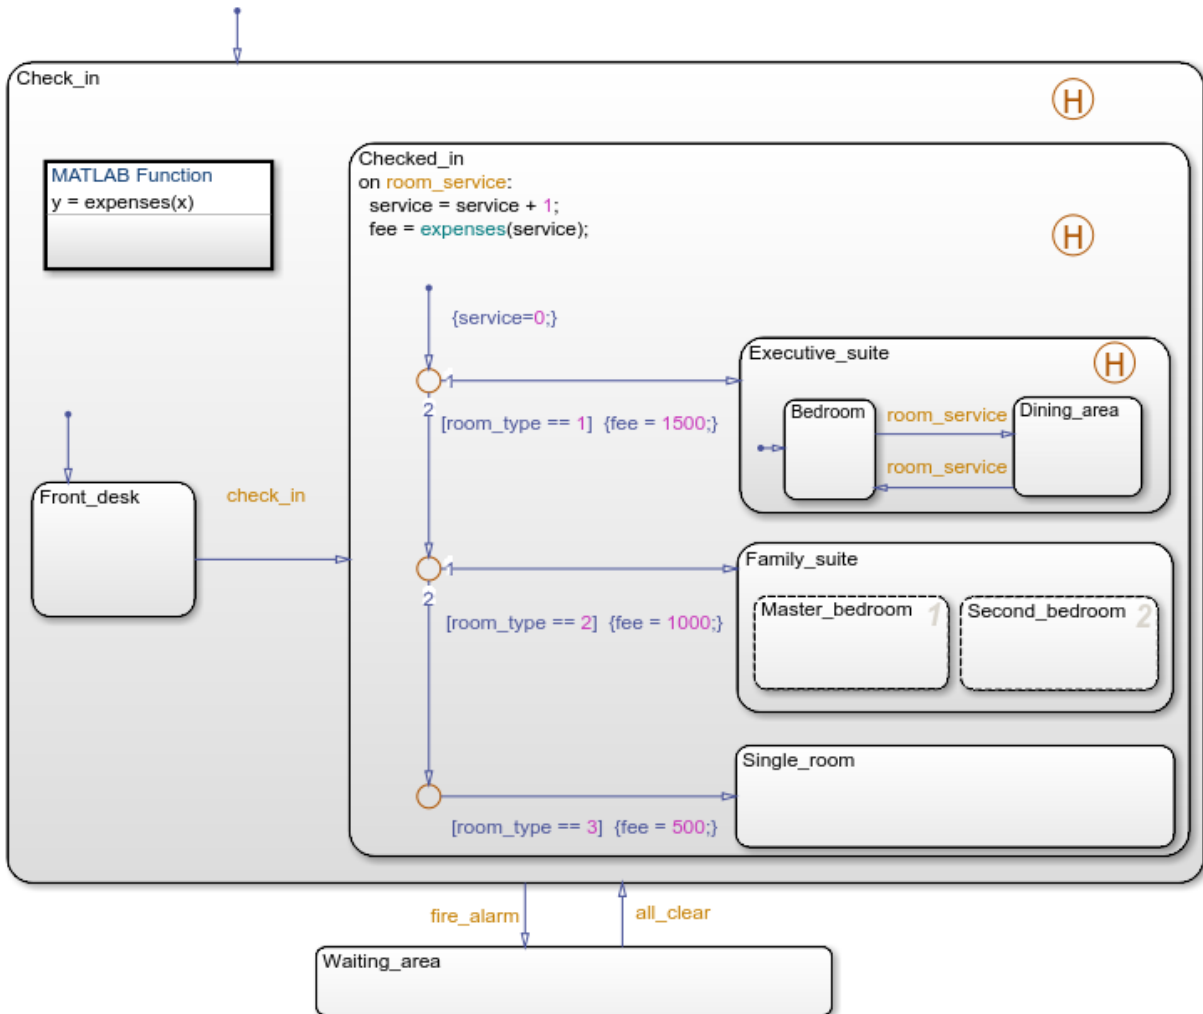 Check_in
H
MATLAB Function
y = expenses(x)
Checked_in
on room_service:
service = service + 1;
fee = expenses(service);
H
{service=0;}
1
2
[room_type == 1] {fee = 1500;}
Executive_suite
H
Bedroom
room_service
room_service
Dining_area
Front_desk
check_in
1
2
[room_type == 2] {fee = 1000;}
Family_suite
Master_bedroom
1
Second_bedroom
2
Single_room
[room_type == 3] {fee = 500;}
fire_alarm
all_clear
Waiting_area